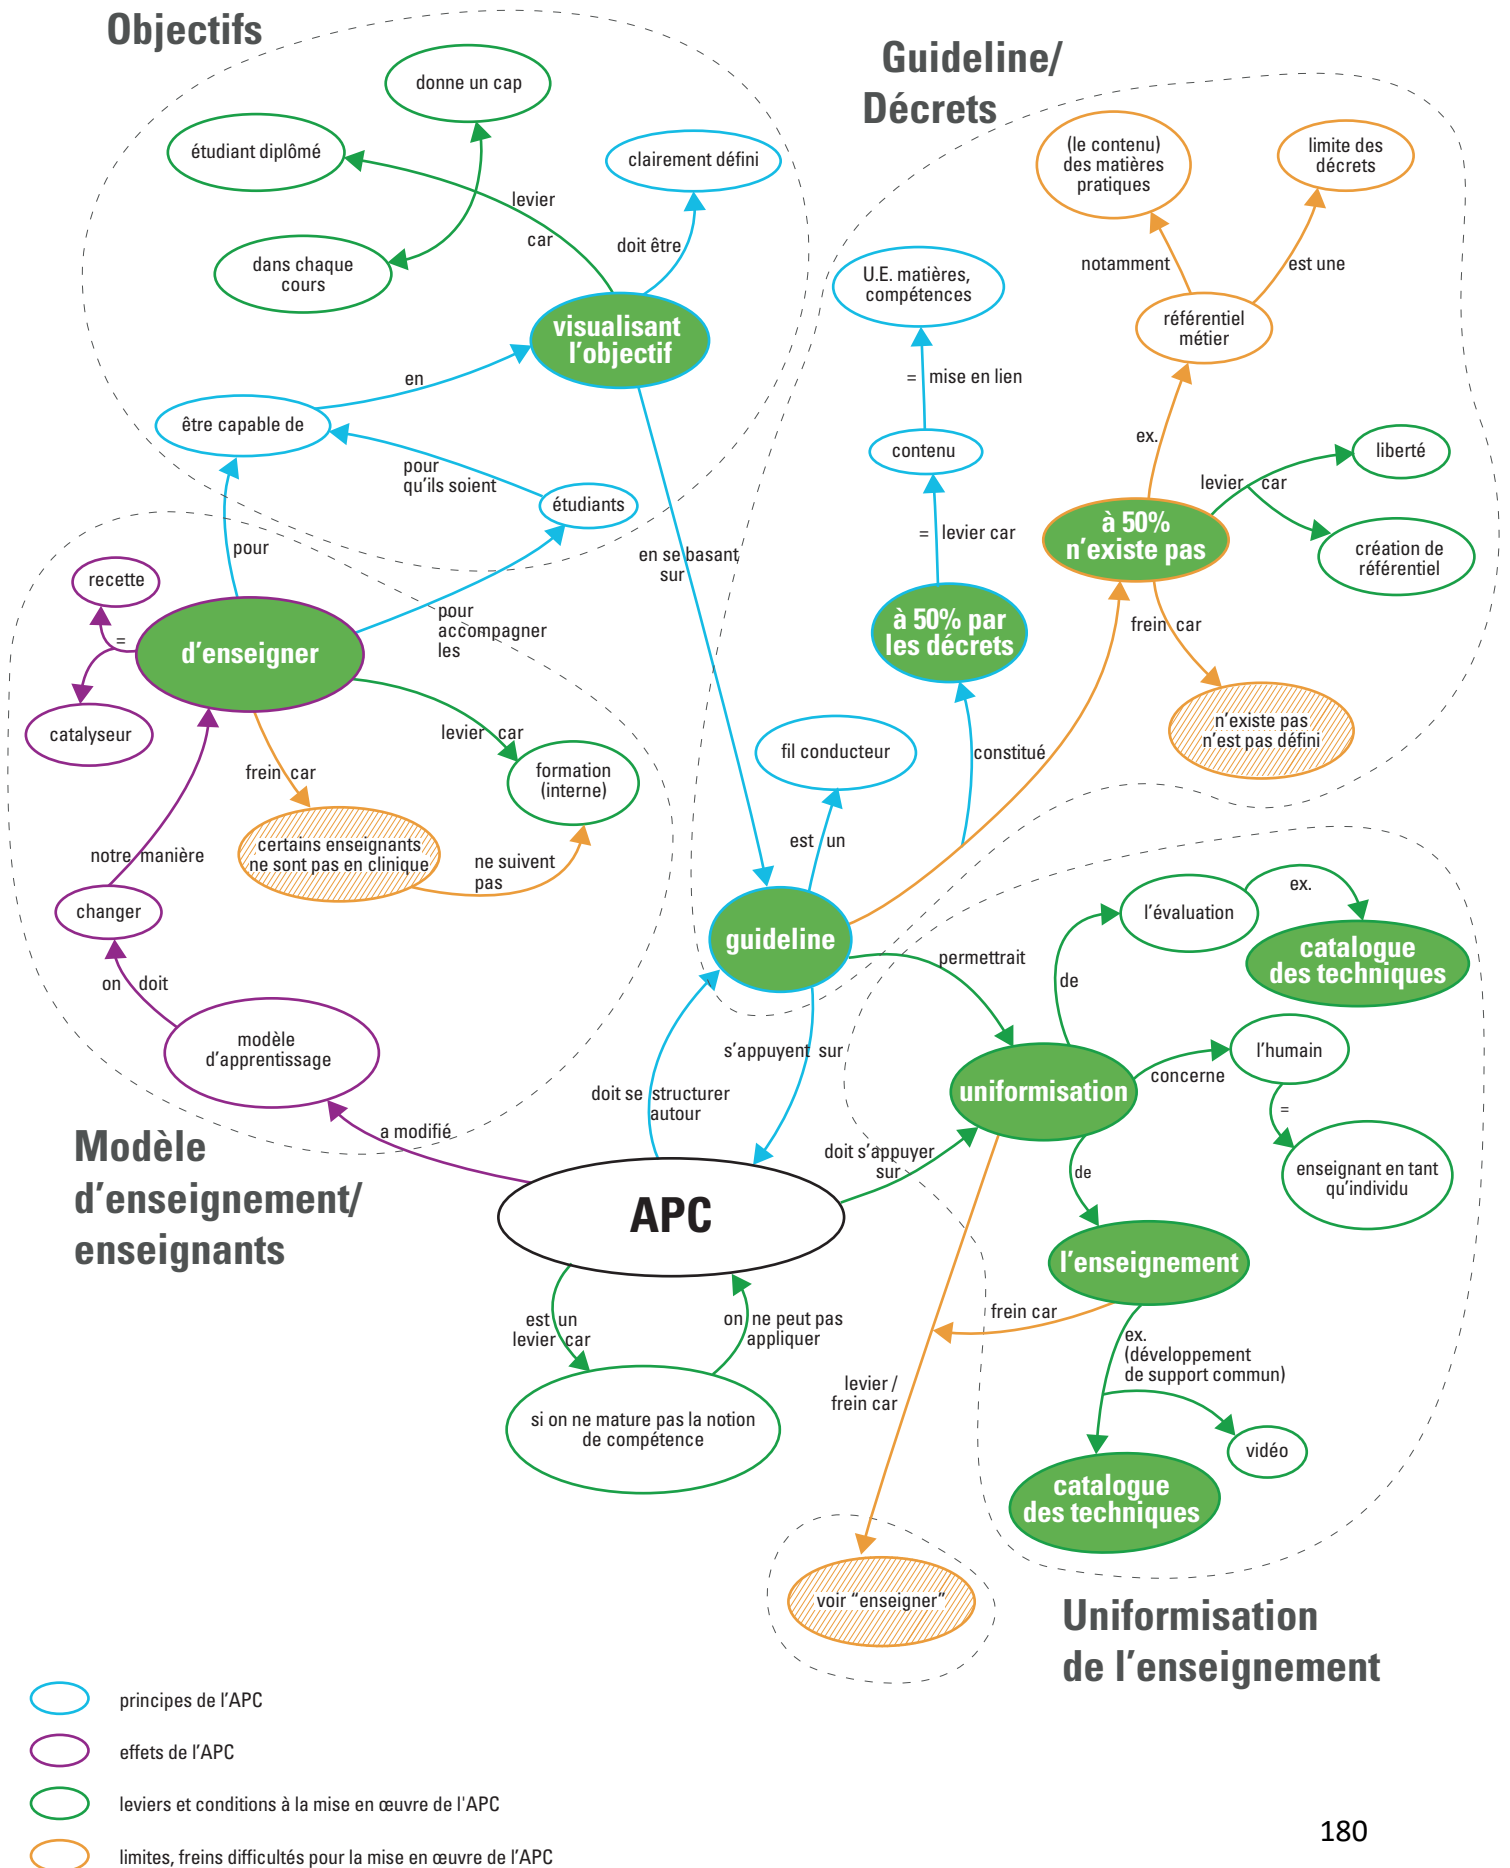 Objectifs
donne un cap
étudiant diplômé
clairement défini
levier
car
doit être
dans chaque
cours
visualisant
l'objectif
en
être capable de
pour
qu'ils soient
étudiants
pour
en se basant
sur
Guideline/
Décrets
(le contenu)
des matières
pratiques
limite des
décrets
notamment
est une
U.E. matières,
compétences
référentiel
métier
= mise en lien
ex.
contenu
liberté
levier car
à 50%
n'existe pas
création de
référentiel
= levier car
à 50% par
les décrets
frein car
n'existe pas
n'est pas défini
constitué
fil conducteur
est un
guideline
recette
=
d'enseigner
pour
accompagner
les
catalyseur
levier car
formation
(interne)
frein car
certains enseignants
ne sont pas en clinique
ne suivent
pas
notre manière
changer
on doit
modèle
d'apprentissage
a modifié
Modèle
d'enseignement/
enseignants
doit se structurer
autour
s'appuyent sur
permettrait
doit s'appuyer
sur
APC
est un
levier car
on ne peut pas
appliquer
si on ne mature pas la notion
de compétence
l'évaluation
ex.
catalogue
des techniques
de
uniformisation
concerne
l'humain
=
enseignant en tant
qu'individu
de
l'enseignement
frein car
ex.
(développement
de support commun)
levier /
frein car
vidéo
catalogue
des techniques
voir "enseigner"
Uniformisation
de l'enseignement
principes de l'APC
effets de l'APC
leviers et conditions à la mise en œuvre de l'APC
limites, freins difficultés pour la mise en œuvre de l'APC
180